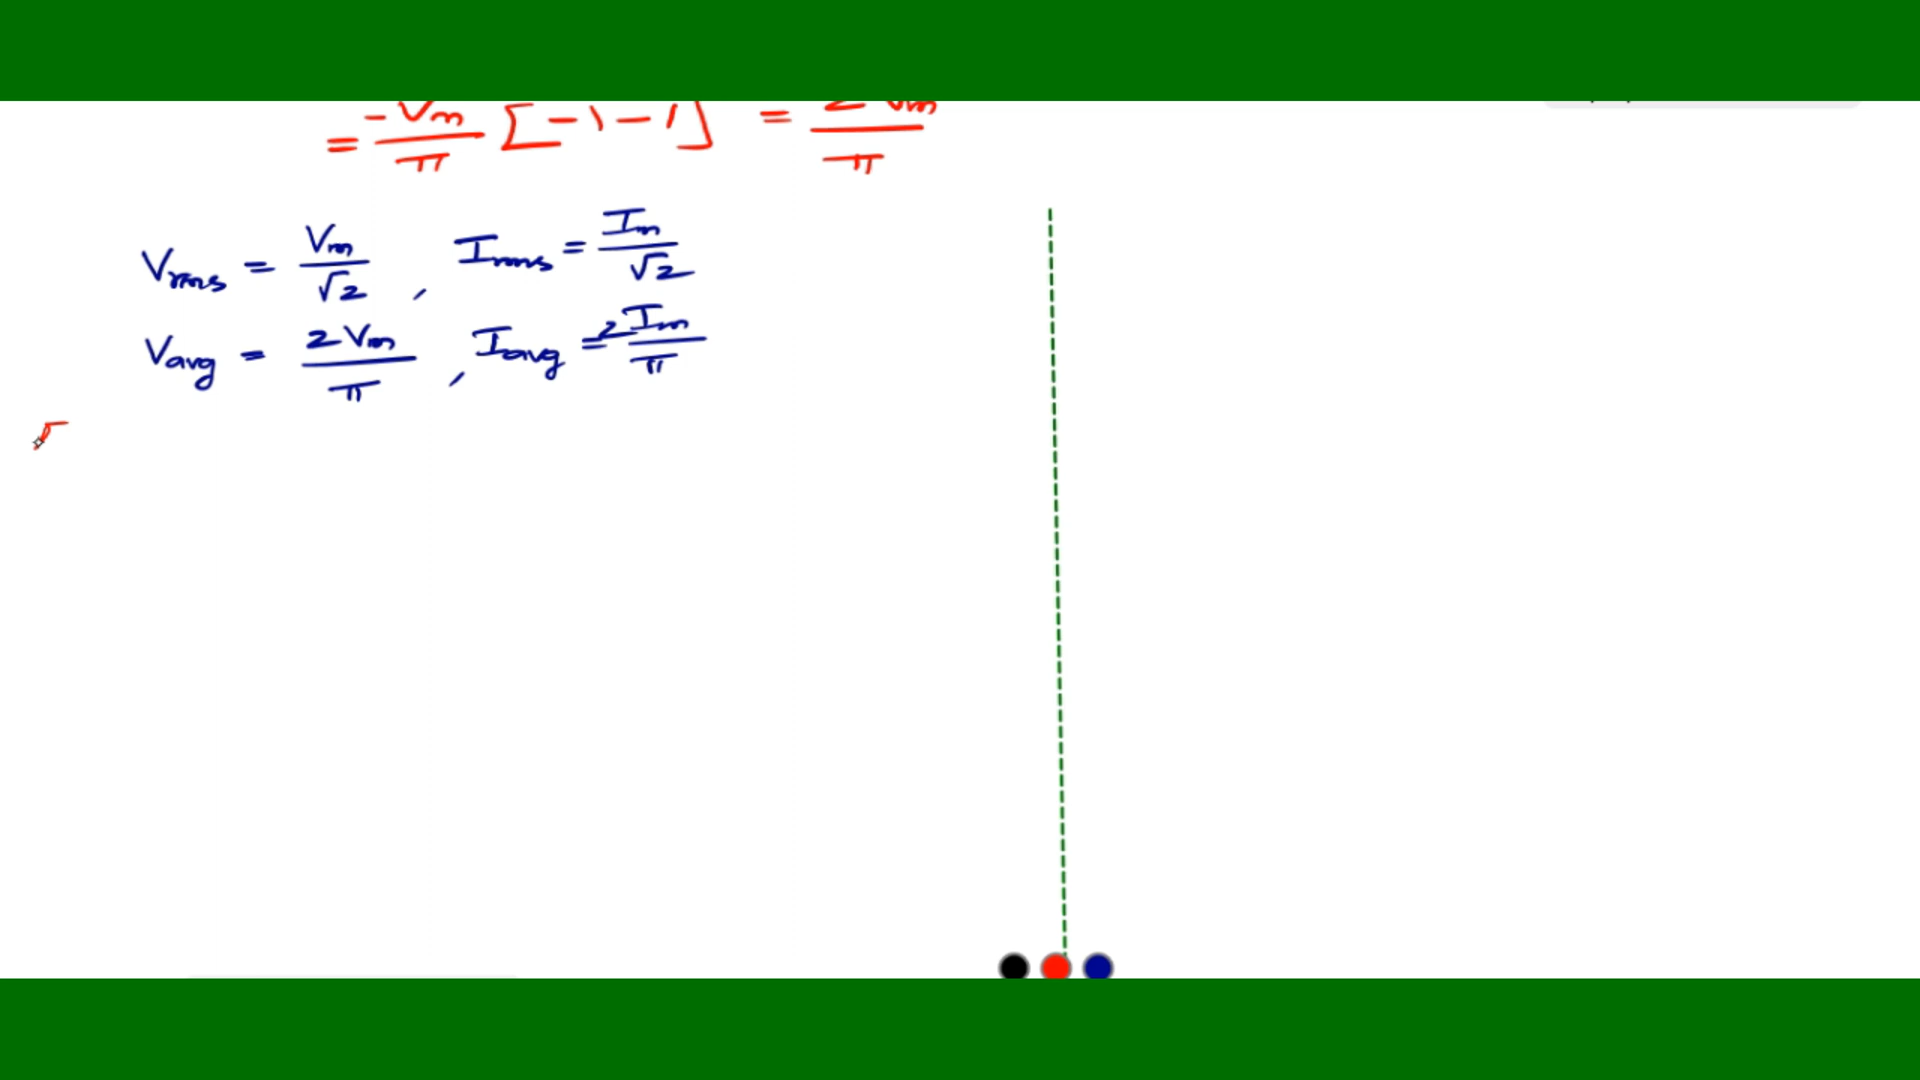 = -Vm/π [-1-1] = 2Vm/π
Vrms = Vm/√2 , Irms = Im/√2
Vavg = 2Vm/π , Iavg = 2Im/π